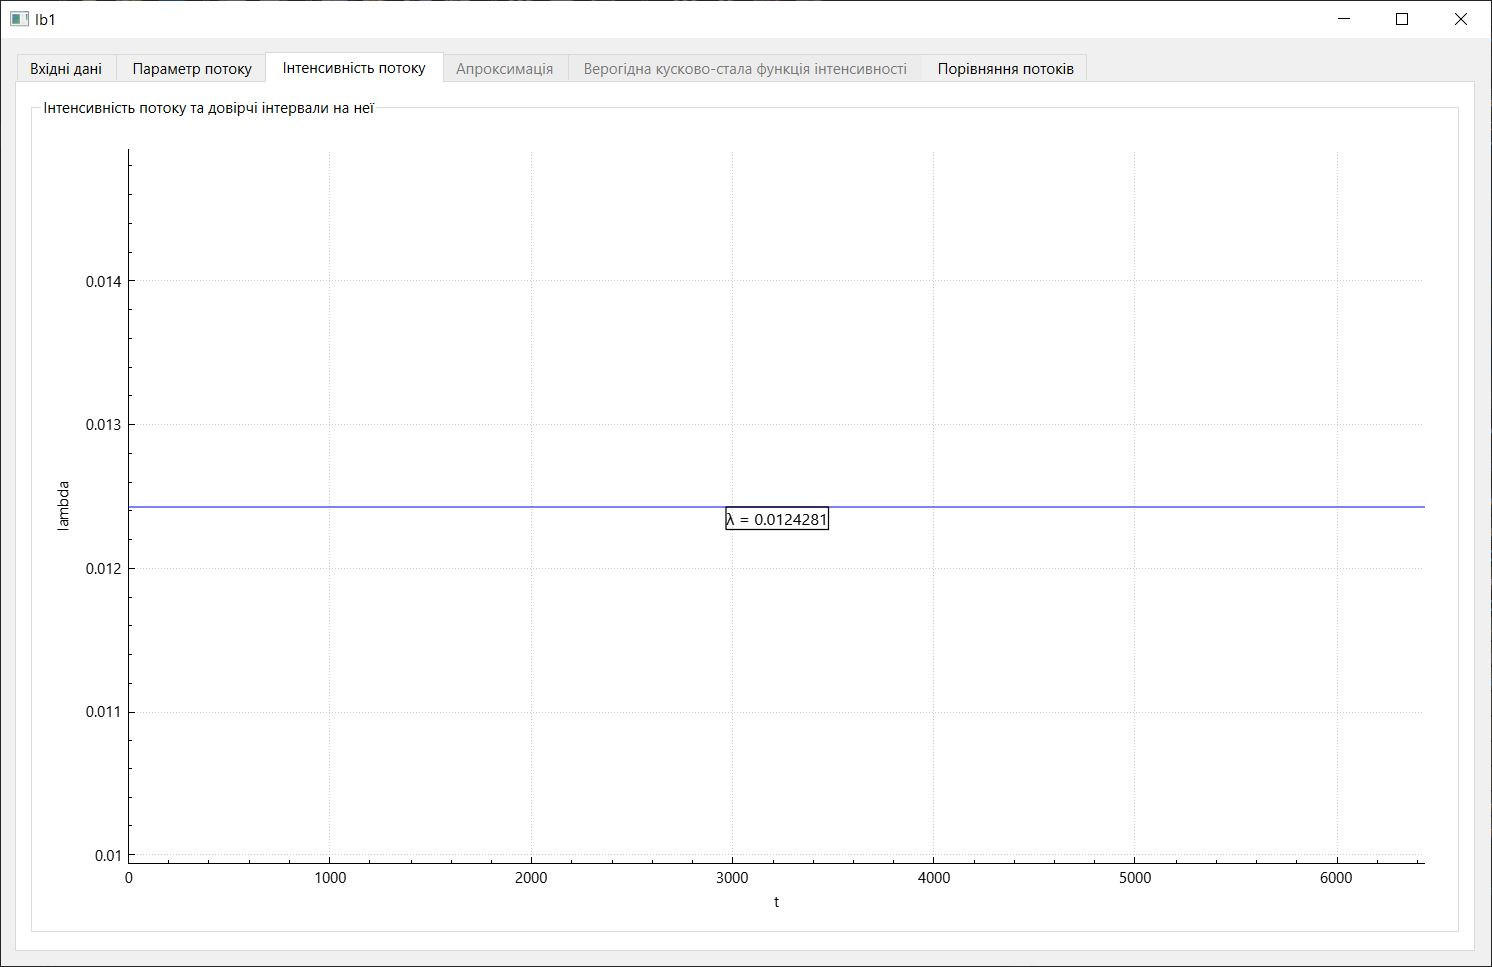 lb1
Вхідні дані Параметр потоку Інтенсивність потоку Апроксимація Верогідна кусково-стала функція інтенсивності Порівняння потоків
Інтенсивність потоку та довірчі інтервали на неї
0.014
0.013
lambda
λ = 0.0124281
0.012
0.011
0.01
0 1000 2000 3000 4000 5000 6000
t